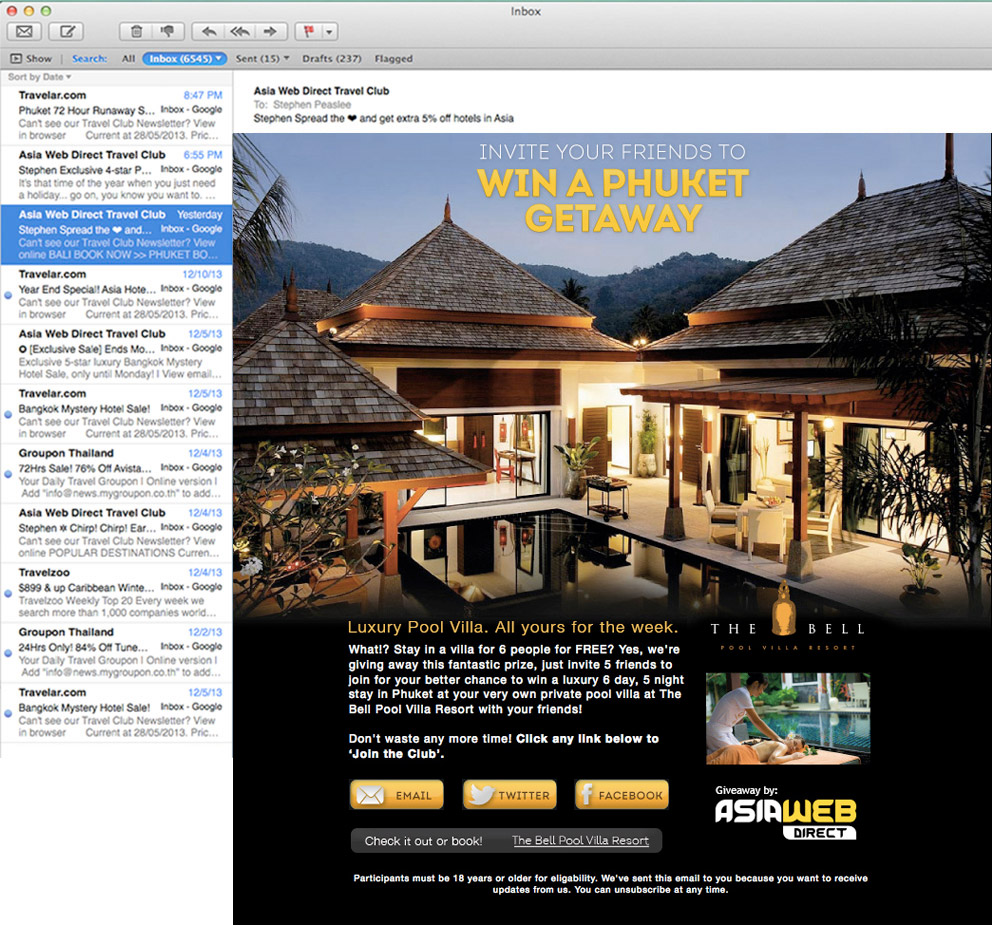 Inbox
Show | Search: All Inbox (6545) ▾ Sent (15) ▾ Drafts (237) Flagged
Sort by Date ▾
Travelar.com 8:47 PM
Phuket 72 Hour Runaway S... Inbox - Google
Can't see our Travel Club Newsletter? View
in browser Current at 28/05/2013. Pric...
Asia Web Direct Travel Club 6:55 PM
Stephen Exclusive 4-star P... Inbox - Google
It's that time of the year when you just need
a holiday... go on, you know you want to. ...
Asia Web Direct Travel Club Yesterday
Stephen Spread the ❤ and... Inbox - Google
Can't see our Travel Club Newsletter? View
online BALI BOOK NOW >> PHUKET BO...
Travelar.com 12/10/13
Year End Special! Asia Hote... Inbox - Google
Can't see our Travel Club Newsletter? View
in browser Current at 28/05/2013. Pric...
Asia Web Direct Travel Club 12/5/13
✪ [Exclusive Sale] Ends Mo... Inbox - Google
Exclusive 5-star luxury Bangkok Mystery
Hotel Sale, only until Monday! I View email...
Travelar.com 12/5/13
Bangkok Mystery Hotel Sale! Inbox - Google
Can't see our Travel Club Newsletter? View
in browser Current at 28/05/2013. Pric...
Groupon Thailand 12/4/13
72Hrs Sale! 76% Off Avista... Inbox - Google
Your Daily Travel Groupon I Online version I
Add "info@news.mygroupon.co.th" to add...
Asia Web Direct Travel Club 12/4/13
Stephen ✲ Chirp! Chirp! Ear... Inbox - Google
Can't see our Travel Club Newsletter? View
online POPULAR DESTINATIONS Curren...
Travelzoo 12/4/13
$899 & up Caribbean Winte... Inbox - Google
Travelzoo Weekly Top 20 Every week we
search more than 1,000 companies world...
Groupon Thailand 12/2/13
24Hrs Only! 84% Off Tune... Inbox - Google
Your Daily Travel Groupon I Online version I
Add "info@news.mygroupon.co.th" to add...
Travelar.com 12/5/13
Bangkok Mystery Hotel Sale! Inbox - Google
Can't see our Travel Club Newsletter? View
in browser Current at 28/05/2013. Pric...
Asia Web Direct Travel Club
To: Stephen Peaslee
Stephen Spread the ❤ and get extra 5% off hotels in Asia
INVITE YOUR FRIENDS TO
WIN A PHUKET
GETAWAY
Luxury Pool Villa. All yours for the week.
What!? Stay in a villa for 6 people for FREE? Yes, we're
giving away this fantastic prize, just invite 5 friends to
join for your better chance to win a luxury 6 day, 5 night
stay in Phuket at your very own private pool villa at The
Bell Pool Villa Resort with your friends!
Don't waste any more time! Click any link below to
'Join the Club'.
THE BELL
POOL VILLA RESORT
EMAIL
TWITTER
FACEBOOK
Giveaway by:
ASIAWEB
DIRECT
Check it out or book! The Bell Pool Villa Resort
Participants must be 18 years or older for eligability. We've sent this email to you because you want to receive
updates from us. You can unsubscribe at any time.